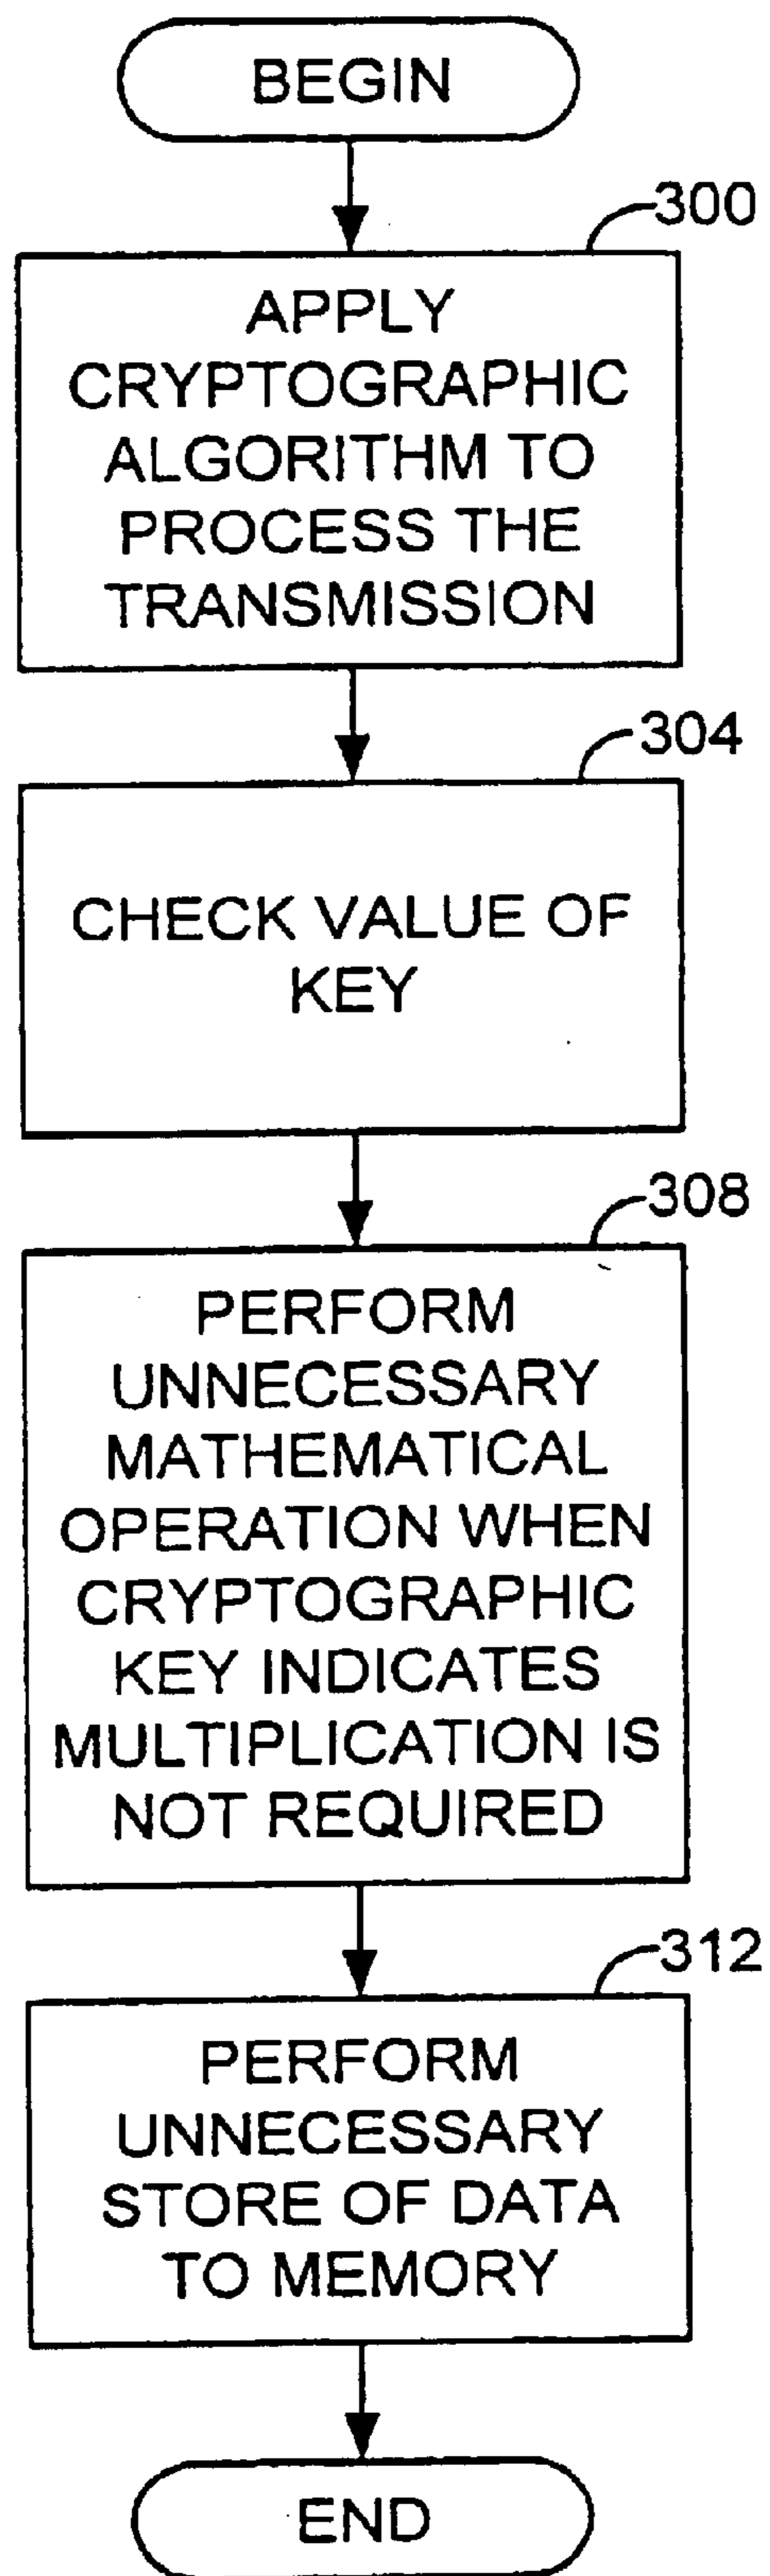 BEGIN
300
APPLY
CRYPTOGRAPHIC
ALGORITHM TO
PROCESS THE
TRANSMISSION
304
CHECK VALUE OF
KEY
308
PERFORM
UNNECESSARY
MATHEMATICAL
OPERATION WHEN
CRYPTOGRAPHIC
KEY INDICATES
MULTIPLICATION IS
NOT REQUIRED
312
PERFORM
UNNECESSARY
STORE OF DATA
TO MEMORY
END